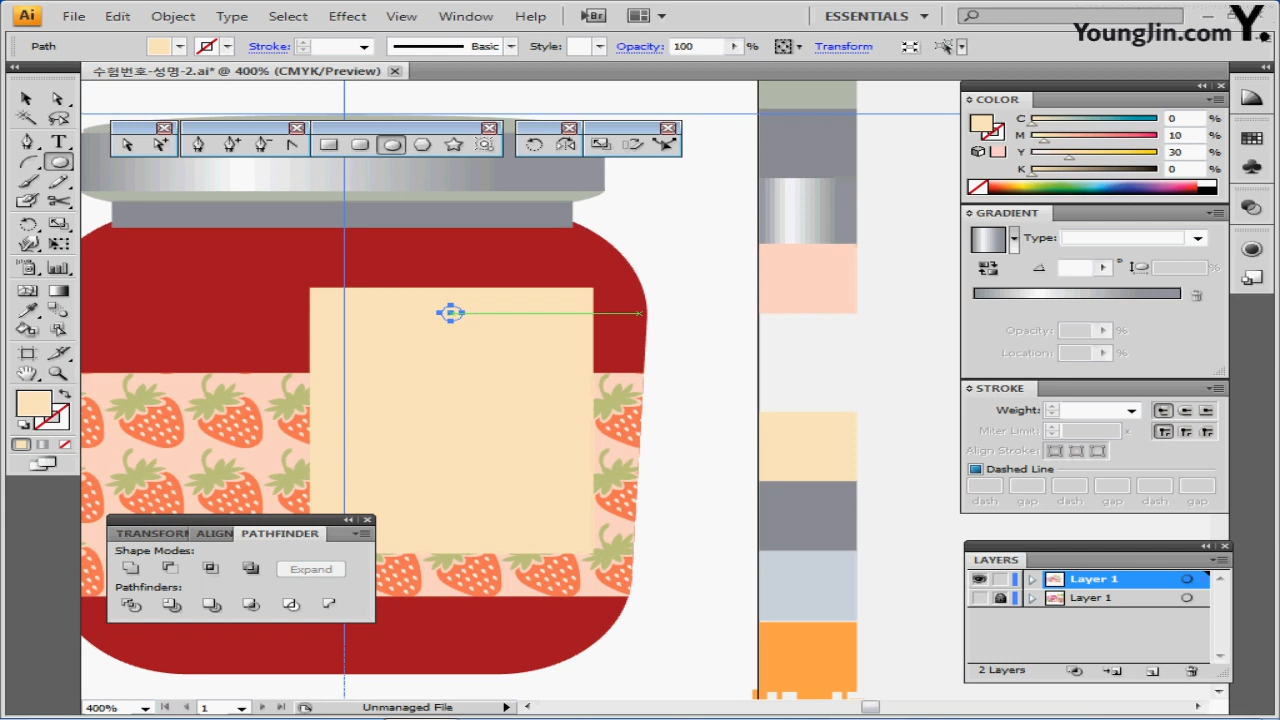 Ai File Edit Object Type Select Effect View Window Help Br ESSENTIALS
YoungJin.com Y.
Path Stroke: Basic Style: Opacity: 100 % Transform
수험번호-성명-2.ai* @ 400% (CMYK/Preview)
COLOR
C 0 %
M 10 %
Y 30 %
K 0 %
GRADIENT
Type:
° %
Opacity: %
Location: %
STROKE
Weight:
Miter Limit: x
Align Stroke:
Dashed Line
dash gap dash gap dash gap
TRANSFORM ALIGN PATHFINDER
Shape Modes:
Expand
Pathfinders:
LAYERS
Layer 1
Layer 1
2 Layers
400% 1 Unmanaged File